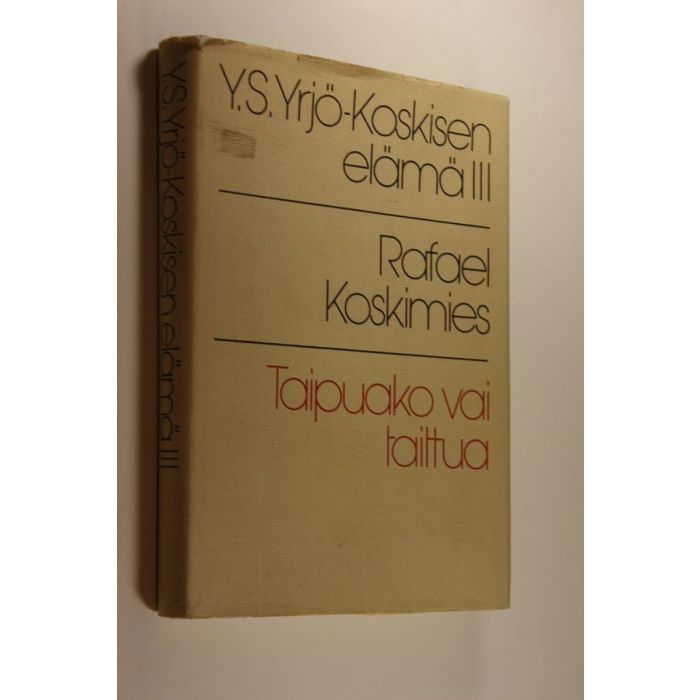 Y.S. Yrjö-Koskisen elämä III
Y.S. Yrjö-Koskisen
elämä III
Rafael
Koskimies
Taipuako vai
taittua